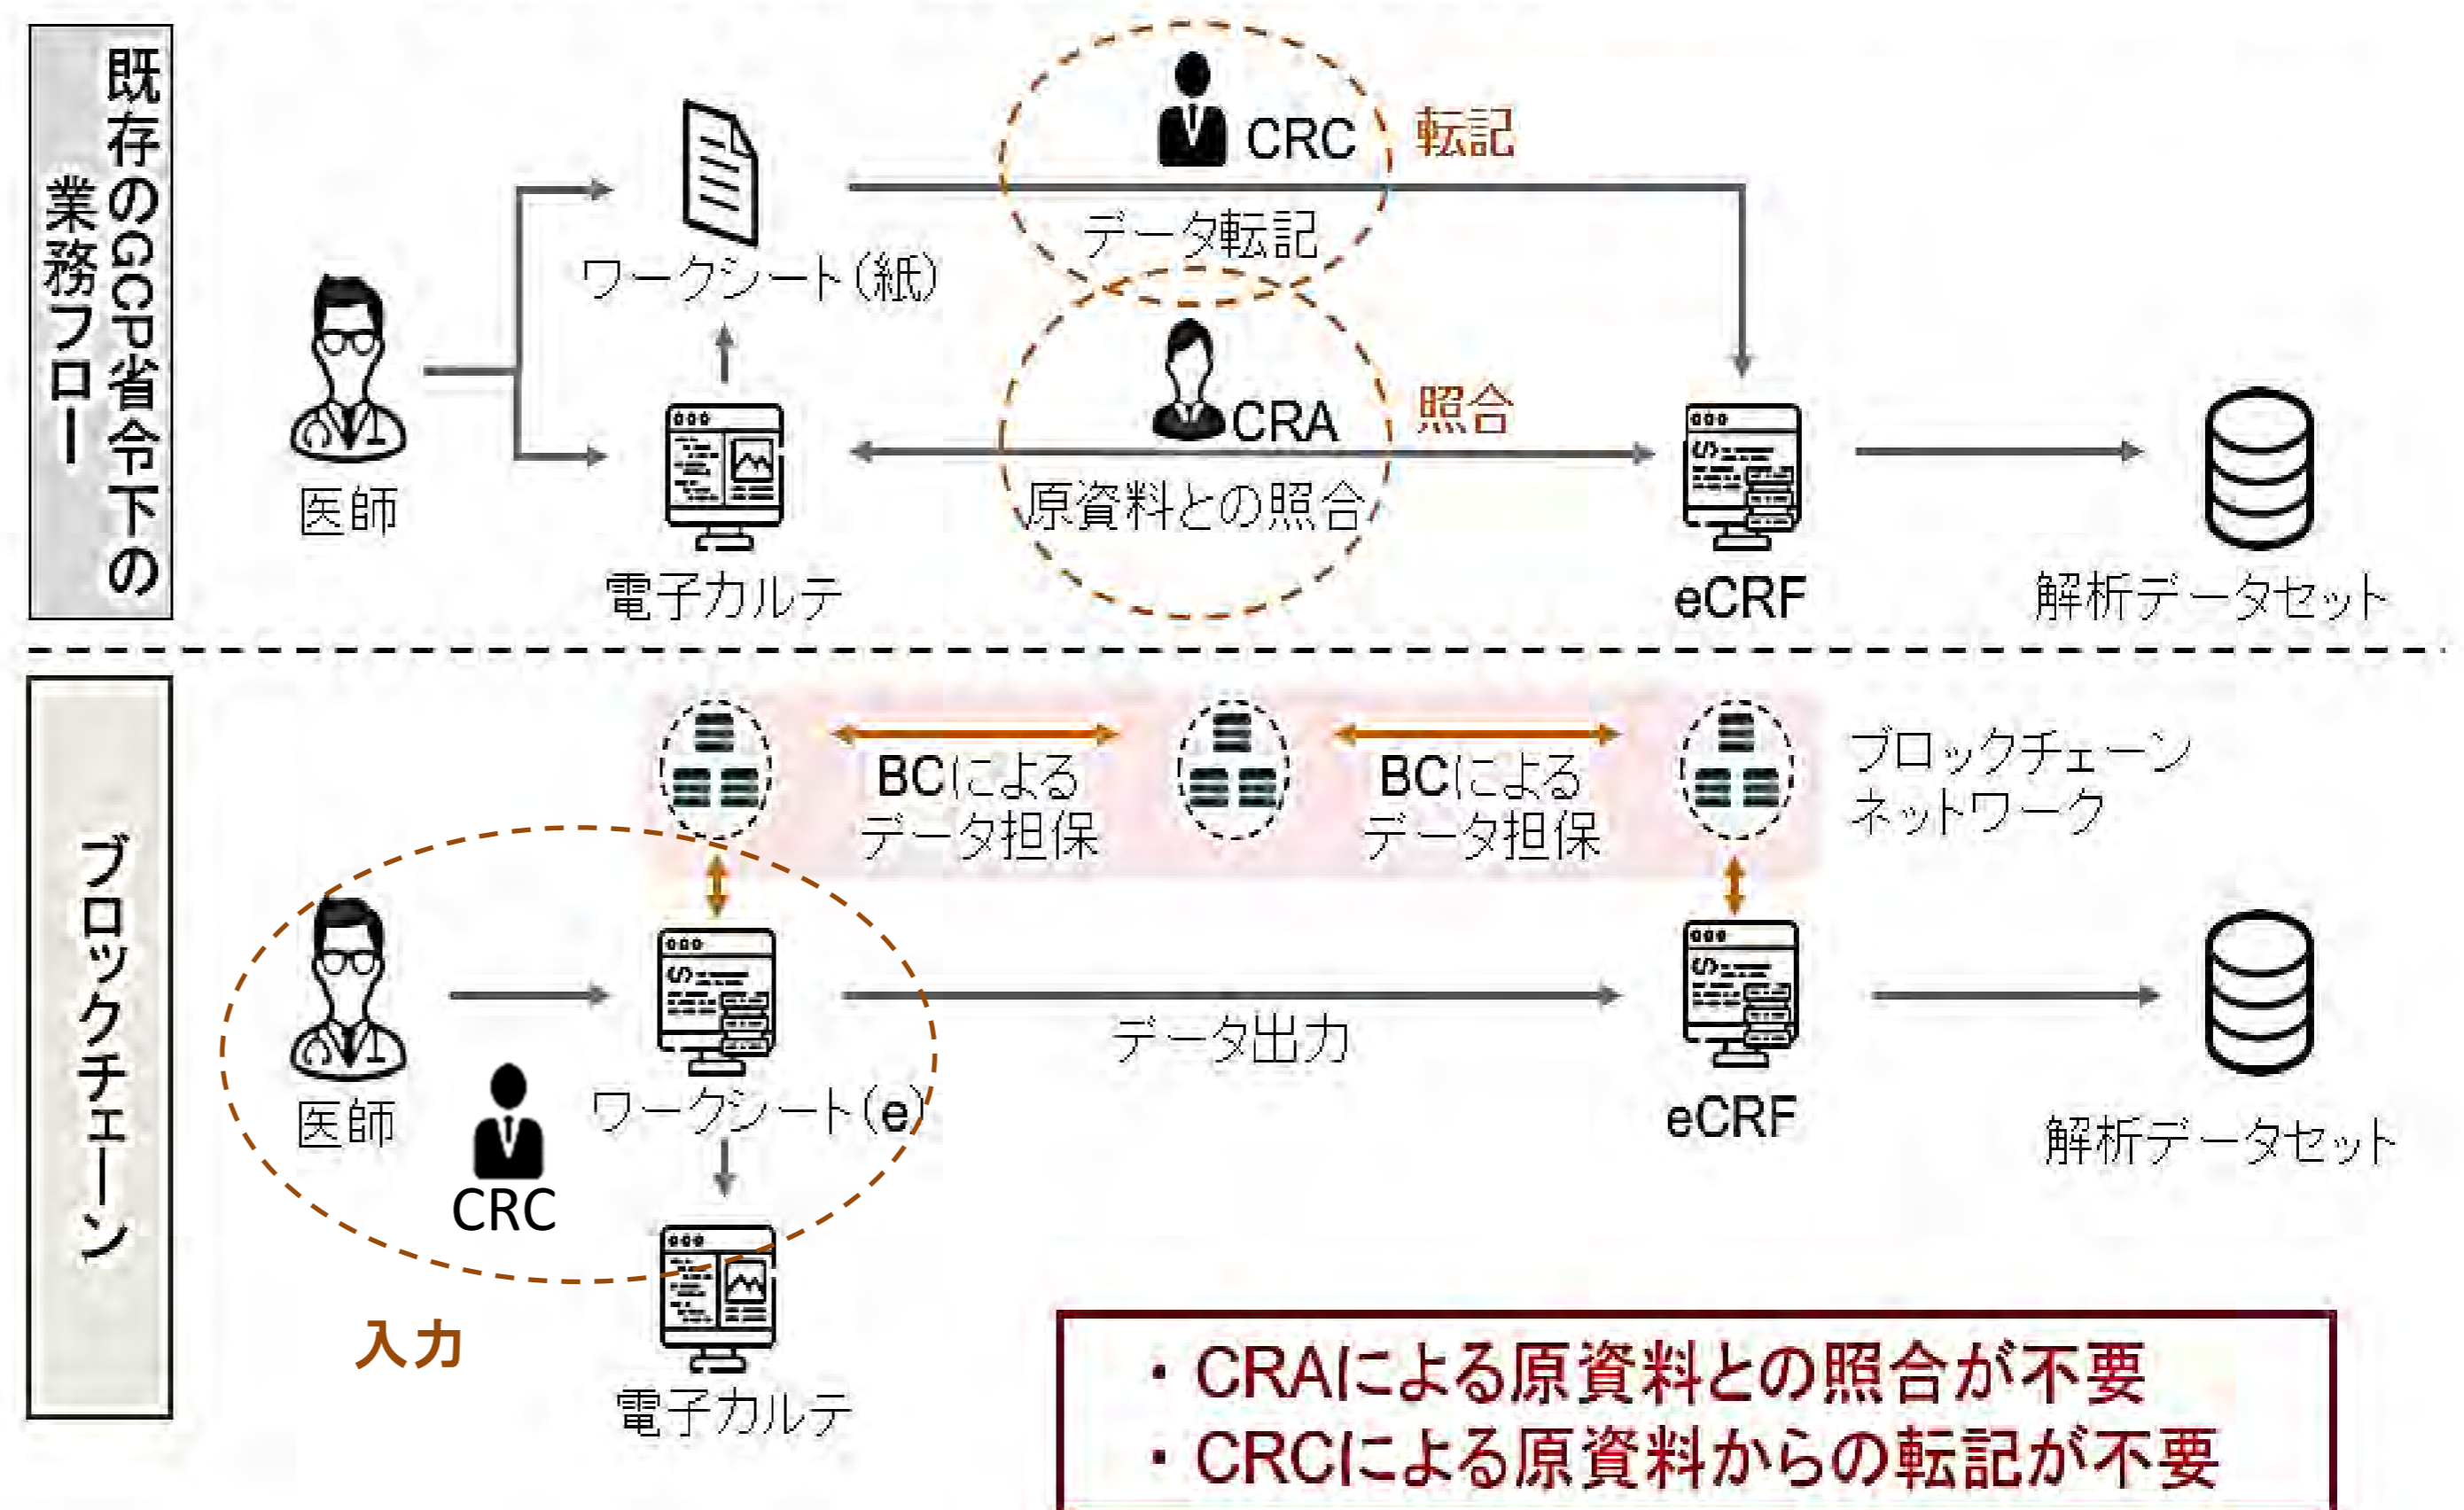 既存のGCP省令下の
業務フロー
CRC
転記
データ転記
ワークシート(紙)
CRA
照合
原資料との照合
医師
電子カルテ
eCRF
解析データセット
ブロックチェーン
BCによる
データ担保
BCによる
データ担保
ブロックチェーン
ネットワーク
データ出力
医師
ワークシート(e)
CRC
eCRF
解析データセット
入力
電子カルテ
・CRAによる原資料との照合が不要
・CRCによる原資料からの転記が不要